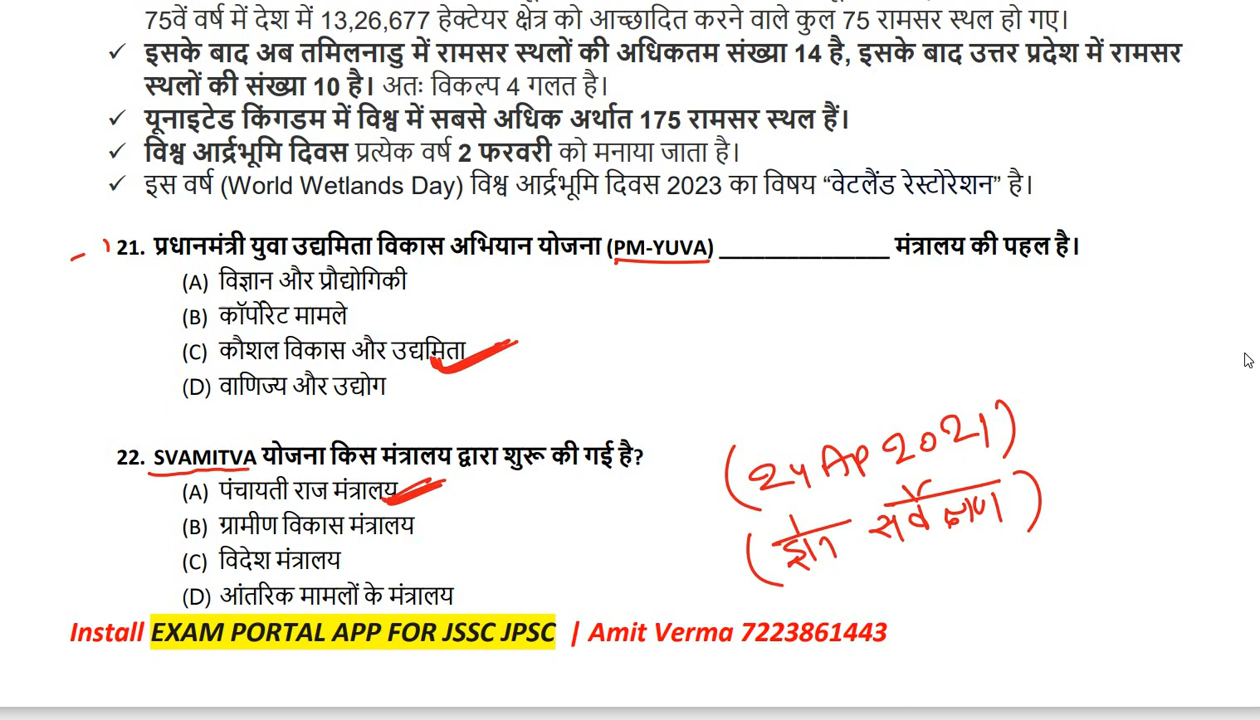 75वें वर्ष में देश में 13,26,677 हेक्टेयर क्षेत्र को आच्छादित करने वाले कुल 75 रामसर स्थल हो गए।
✓ इसके बाद अब तमिलनाडु में रामसर स्थलों की अधिकतम संख्या 14 है, इसके बाद उत्तर प्रदेश में रामसर
स्थलों की संख्या 10 है। अतः विकल्प 4 गलत है।
✓ यूनाइटेड किंगडम में विश्व में सबसे अधिक अर्थात 175 रामसर स्थल हैं।
✓ विश्व आर्द्रभूमि दिवस प्रत्येक वर्ष 2 फरवरी को मनाया जाता है।
✓ इस वर्ष (World Wetlands Day) विश्व आर्द्रभूमि दिवस 2023 का विषय “वेटलैंड रेस्टोरेशन” है।
21. प्रधानमंत्री युवा उद्यमिता विकास अभियान योजना (PM-YUVA) ______________ मंत्रालय की पहल है।
(A) विज्ञान और प्रौद्योगिकी
(B) कॉर्पोरेट मामले
(C) कौशल विकास और उद्यमिता
(D) वाणिज्य और उद्योग
22. SVAMITVA योजना किस मंत्रालय द्वारा शुरू की गई है?
(24 Ap 2021)
(A) पंचायती राज मंत्रालय
(B) ग्रामीण विकास मंत्रालय
(ड्रोन सर्वेक्षण)
(C) विदेश मंत्रालय
(D) आंतरिक मामलों के मंत्रालय
Install EXAM PORTAL APP FOR JSSC JPSC | Amit Verma 7223861443